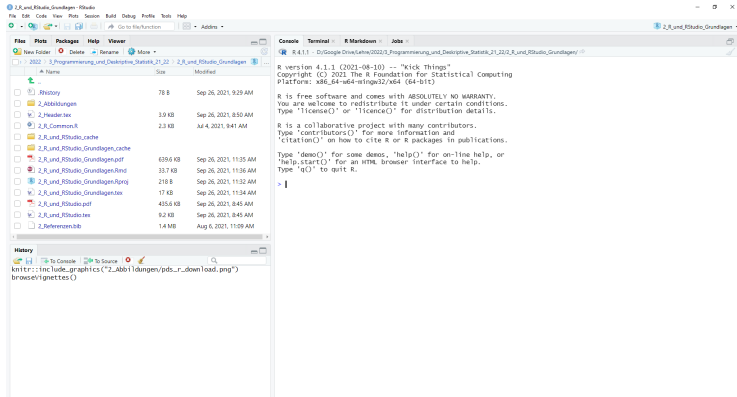 2_R_und_RStudio_Grundlagen - RStudio
File Edit Code View Plots Session Build Debug Profile Tools Help
Go to file/function Addins
2_R_und_RStudio_Grundlagen
Files Plots Packages Help Viewer
New Folder Delete Rename More
2022 > 3_Programmierung_und_Deskriptive_Statistik_21_22 > 2_R_und_RStudio_Grundlagen
Name Size Modified
..
.Rhistory 78 B Sep 26, 2021, 9:29 AM
2_Abbildungen
2_Header.tex 3.9 KB Sep 26, 2021, 8:50 AM
2_R_Common.R 2.3 KB Jul 4, 2021, 9:41 AM
2_R_und_RStudio_cache
2_R_und_RStudio_Grundlagen_cache
2_R_und_RStudio_Grundlagen.pdf 639.6 KB Sep 26, 2021, 11:35 AM
2_R_und_RStudio_Grundlagen.Rmd 33.7 KB Sep 26, 2021, 11:36 AM
2_R_und_RStudio_Grundlagen.Rproj 218 B Sep 26, 2021, 11:32 AM
2_R_und_RStudio_Grundlagen.tex 17 KB Sep 26, 2021, 11:34 AM
2_R_und_RStudio.pdf 435.6 KB Sep 26, 2021, 8:45 AM
2_R_und_RStudio.tex 9.2 KB Sep 26, 2021, 8:45 AM
2_Referenzen.bib 1.4 MB Aug 6, 2021, 11:09 AM
History
To Console To Source
knitr::include_graphics("2_Abbildungen/pds_r_download.png")
browseVignettes()
Console Terminal × R Markdown × Jobs ×
R 4.1.1 · D:/Google Drive/Lehre/2022/3_Programmierung_und_Deskriptive_Statistik_21_22/2_R_und_RStudio_Grundlagen/
R version 4.1.1 (2021-08-10) -- "Kick Things"
Copyright (C) 2021 The R Foundation for Statistical Computing
Platform: x86_64-w64-mingw32/x64 (64-bit)
R is free software and comes with ABSOLUTELY NO WARRANTY.
You are welcome to redistribute it under certain conditions.
Type 'license()' or 'licence()' for distribution details.
R is a collaborative project with many contributors.
Type 'contributors()' for more information and
'citation()' on how to cite R or R packages in publications.
Type 'demo()' for some demos, 'help()' for on-line help, or
'help.start()' for an HTML browser interface to help.
Type 'q()' to quit R.
>